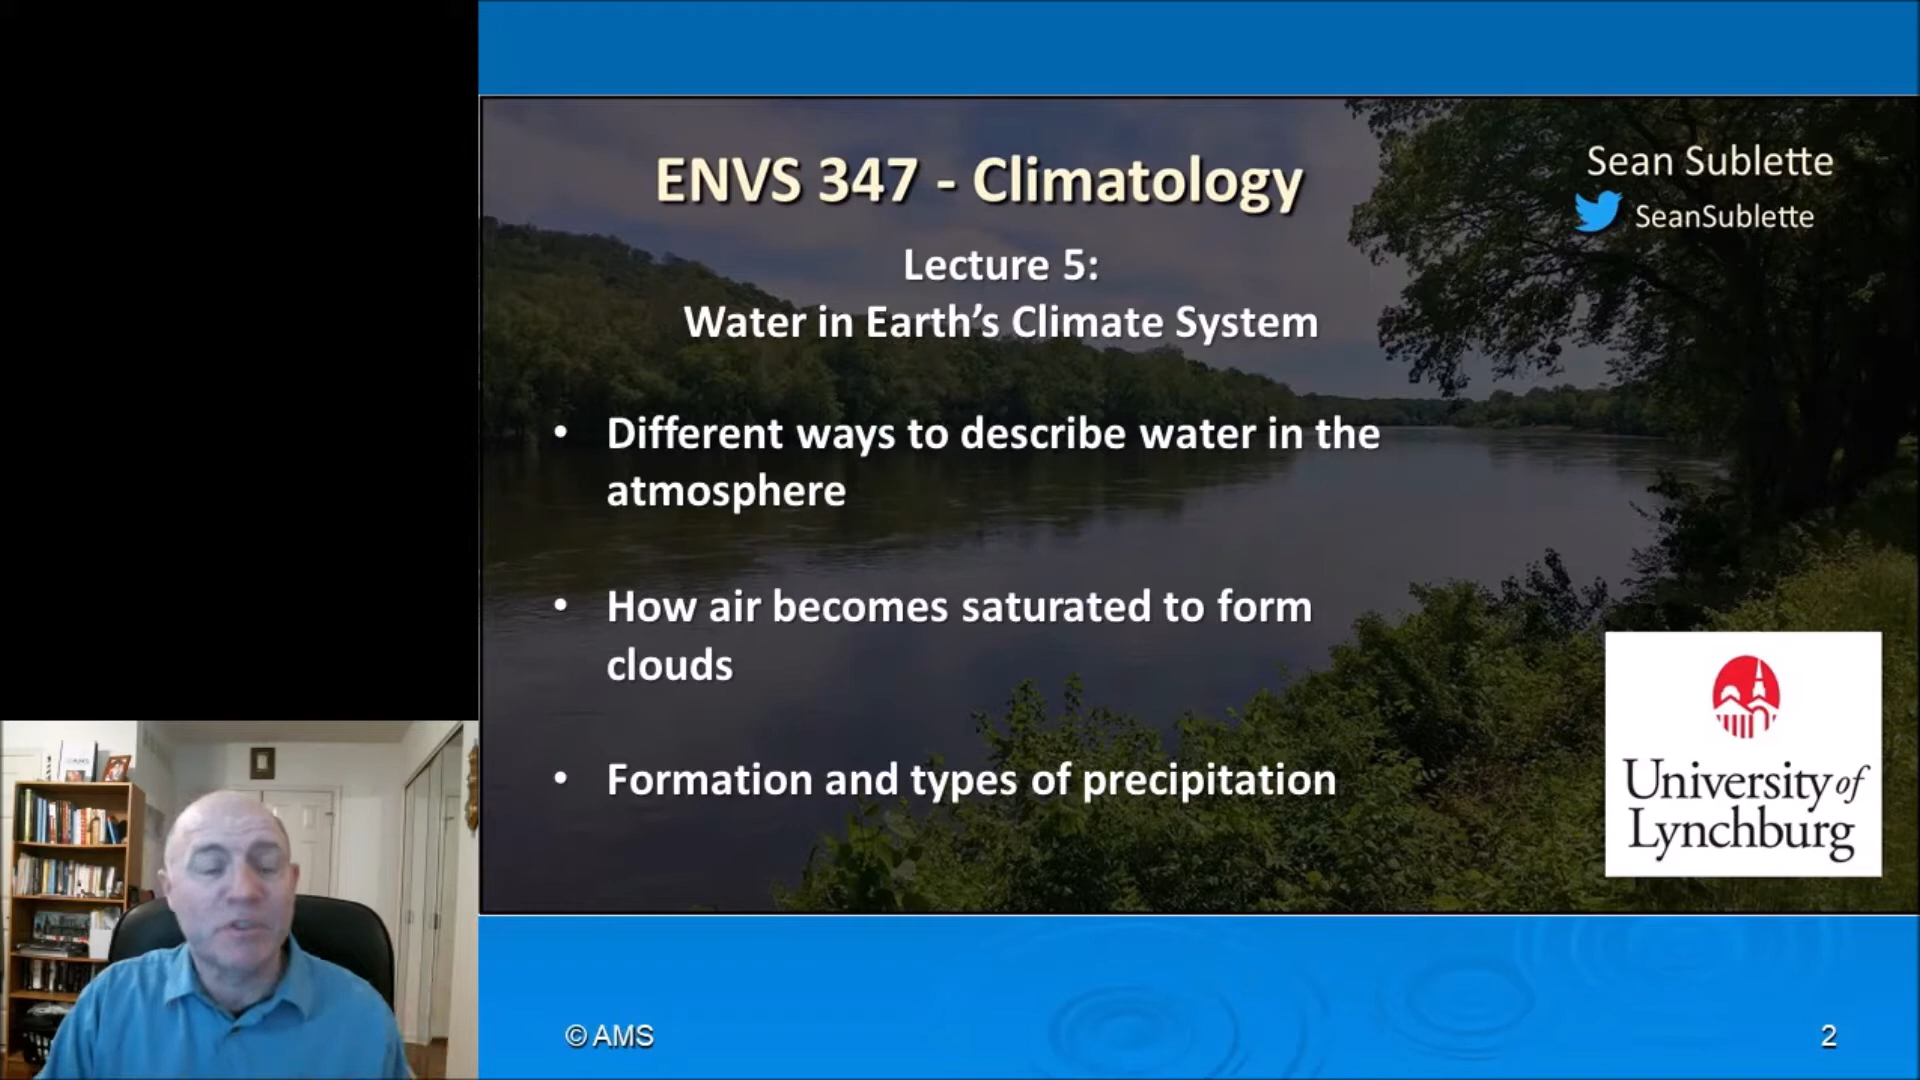 ENVS 347 - Climatology
Sean Sublette
SeanSublette
Lecture 5:
Water in Earth's Climate System
• Different ways to describe water in the
atmosphere
• How air becomes saturated to form
clouds
• Formation and types of precipitation
University of
Lynchburg
© AMS
2